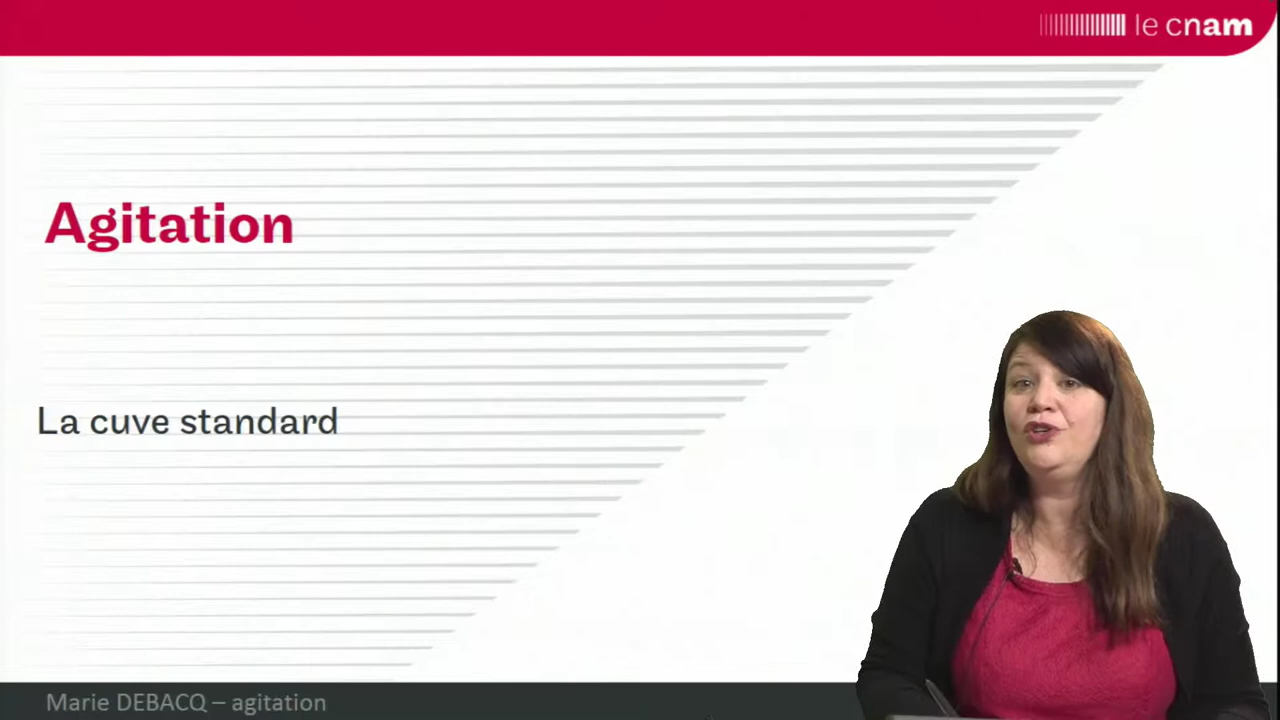 le cnam
Agitation
La cuve standard
Marie DEBACQ – agitation